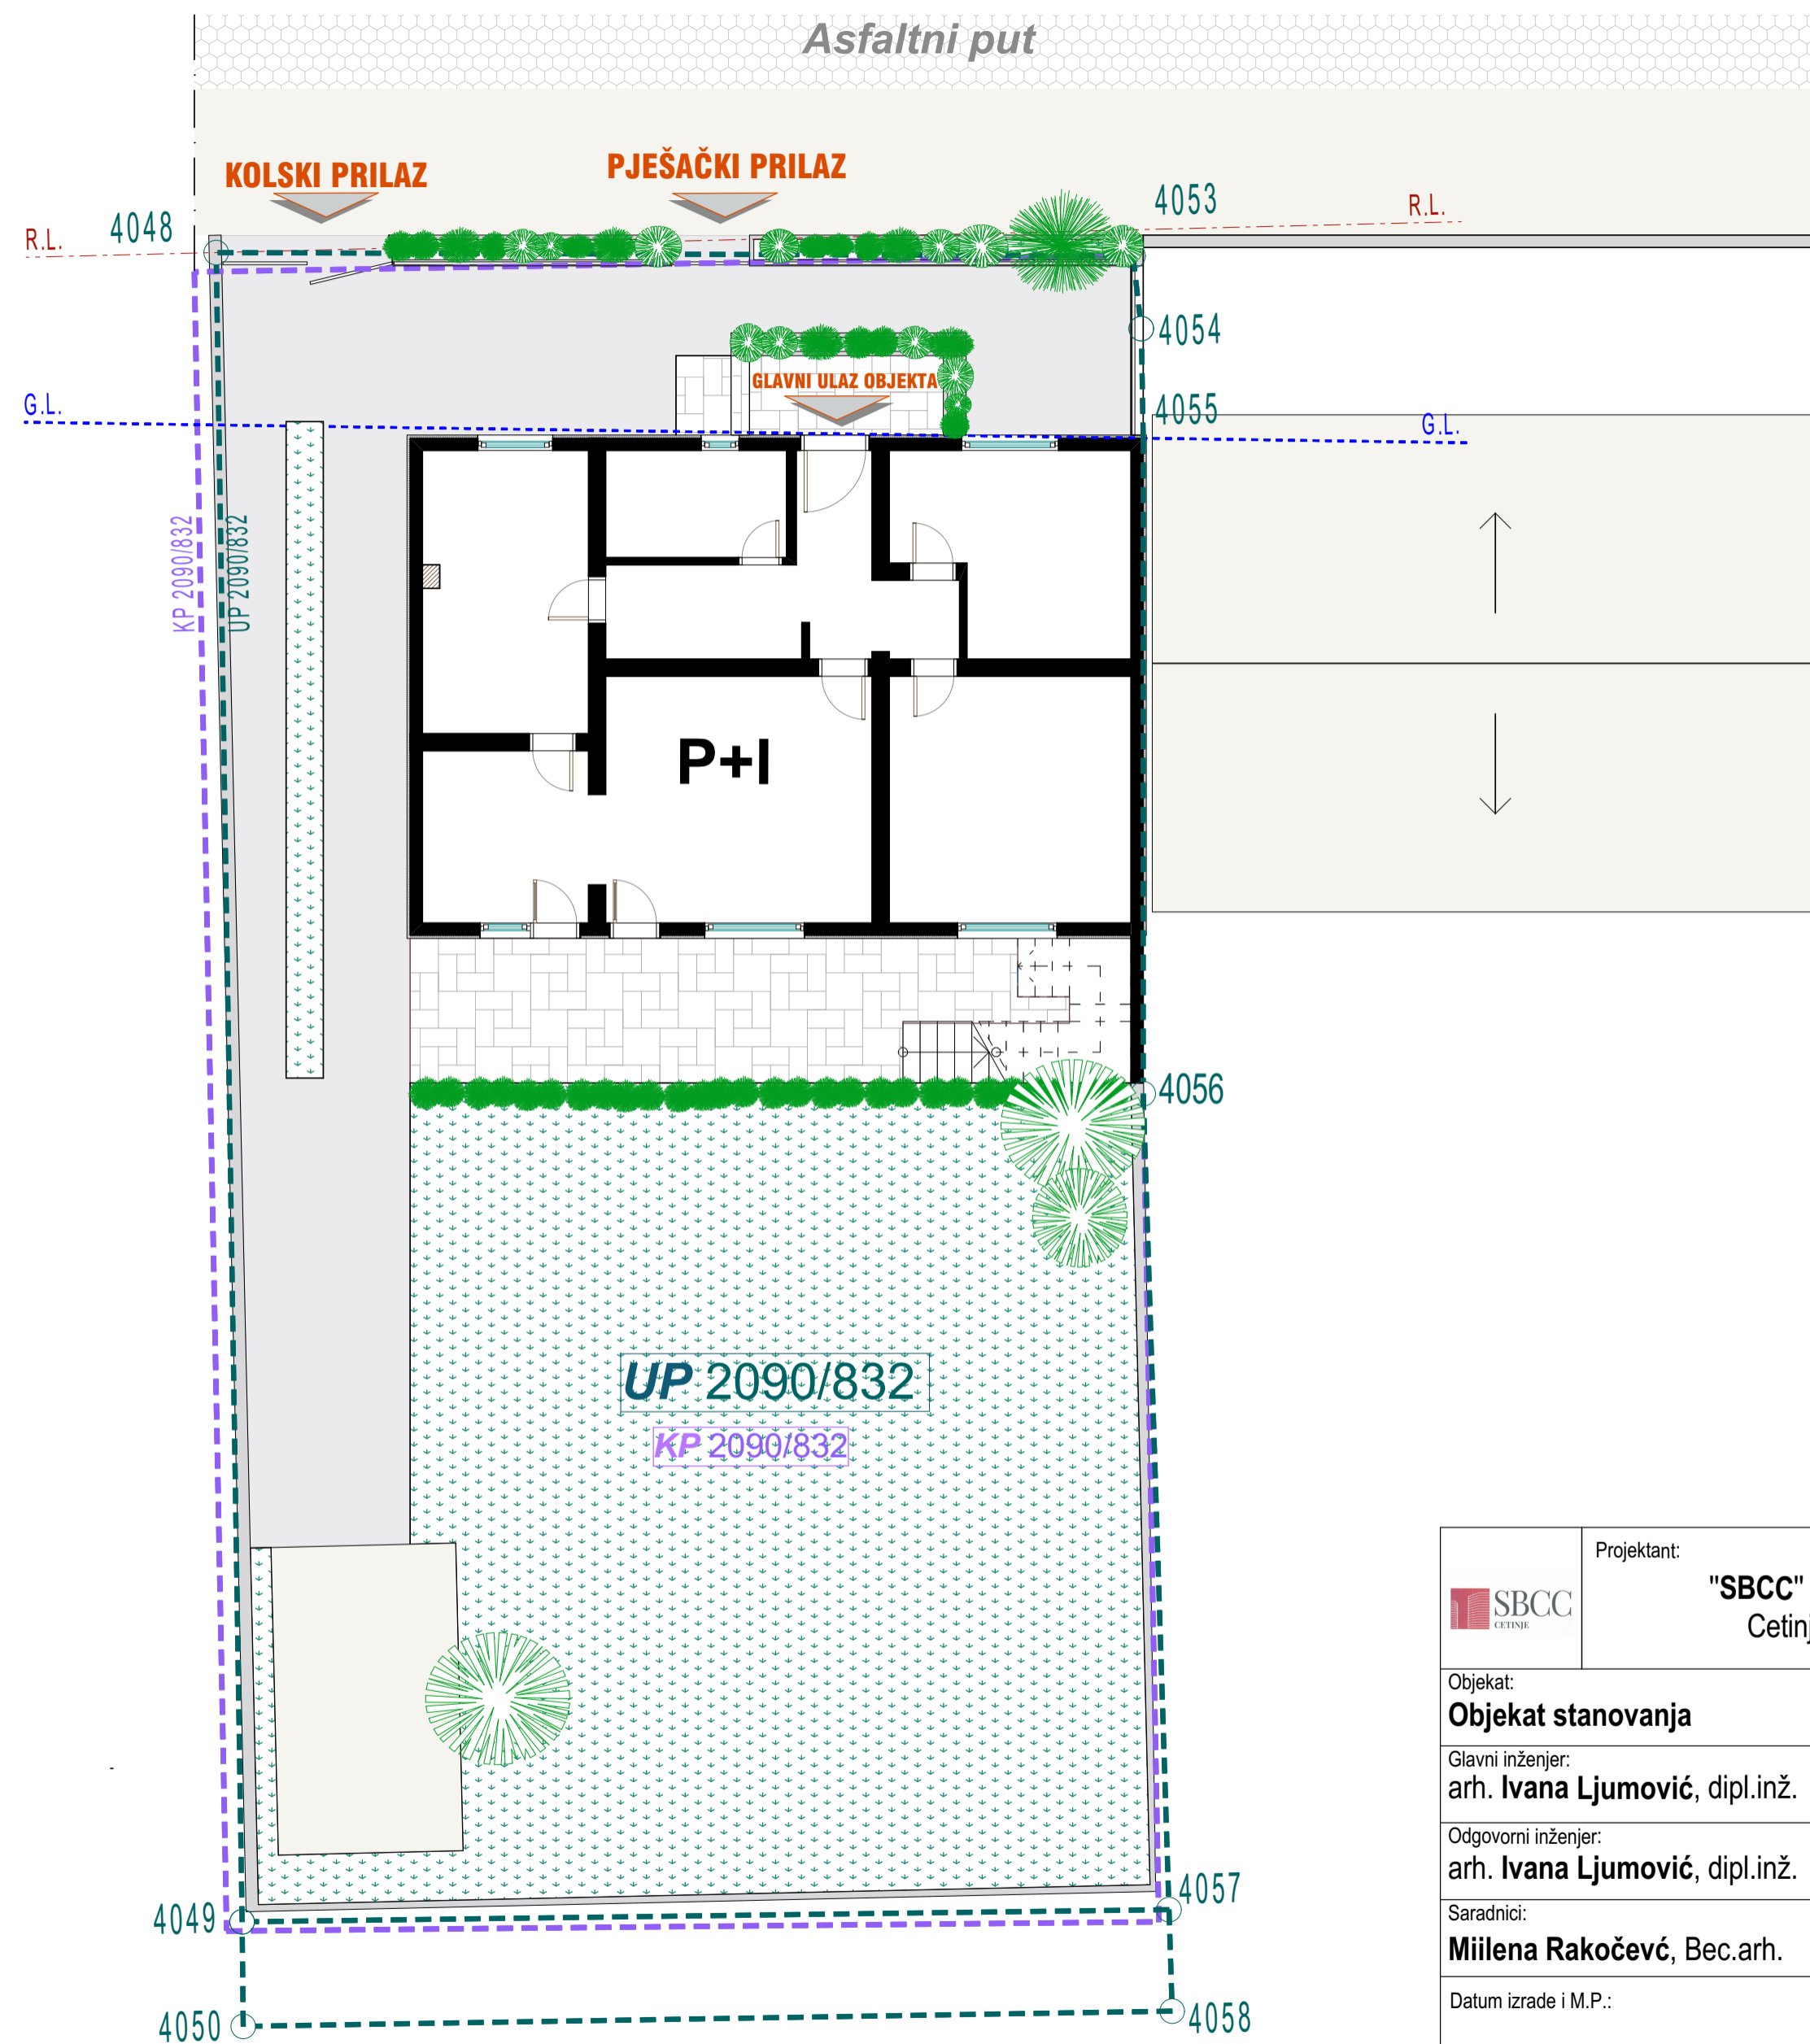 Asfaltni put
KOLSKI PRILAZ
PJEŠAČKI PRILAZ
4048
4053
R.L.
R.L.
4054
GLAVNI ULAZ OBJEKTA
G.L.
4055
G.L.
KP 2090/832
UP 2090/832
P+I
4056
UP 2090/832
KP 2090/832
Projektant:
"SBCC"
SBCC
CETINJE
Objekat:
Objekat stanovanja
Glavni inženjer:
arh. Ivana Ljumović, dipl.inž.
Odgovorni inženjer:
arh. Ivana Ljumović, dipl.inž.
Saradnici:
Miilena Rakočevć, Bec.arh.
Datum izrade i M.P.:
4049
4057
4050
4058